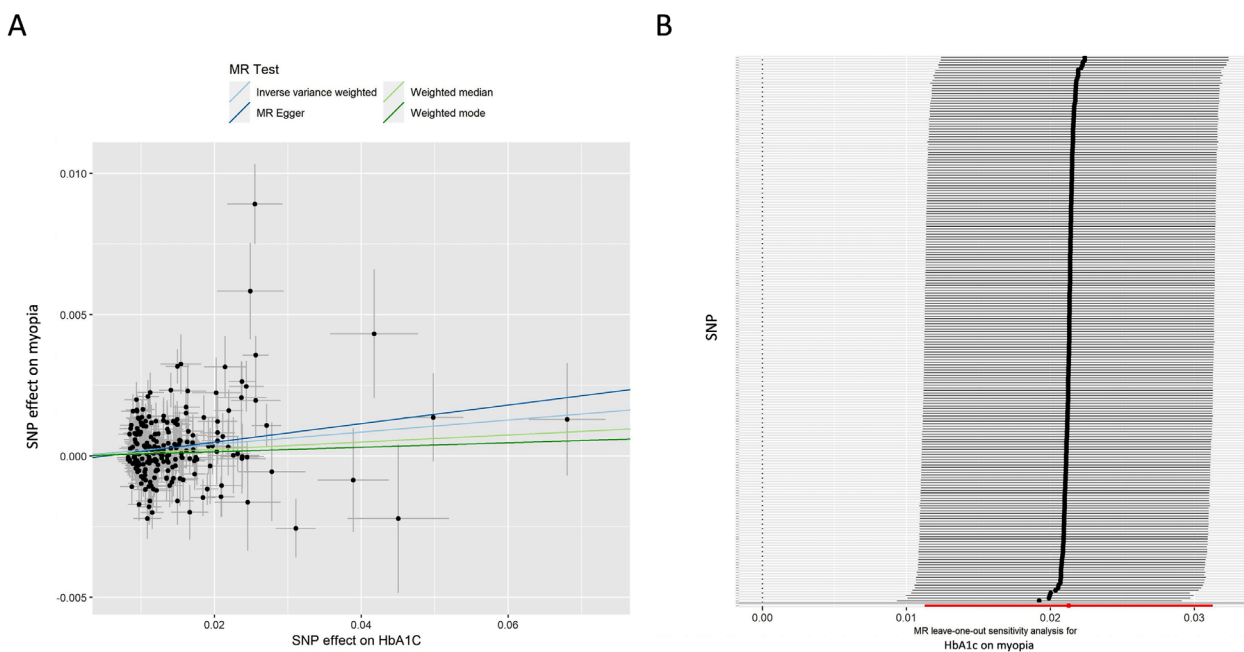 A
MR Test
Inverse variance weighted
Weighted median
MR Egger
Weighted mode
0.010
0.005
0.000
-0.005
SNP effect on myopia
0.02
0.04
0.06
SNP effect on HbA1C
B
SNP
0.00
0.01
0.02
0.03
MR leave-one-out sensitivity analysis for
HbA1c on myopia